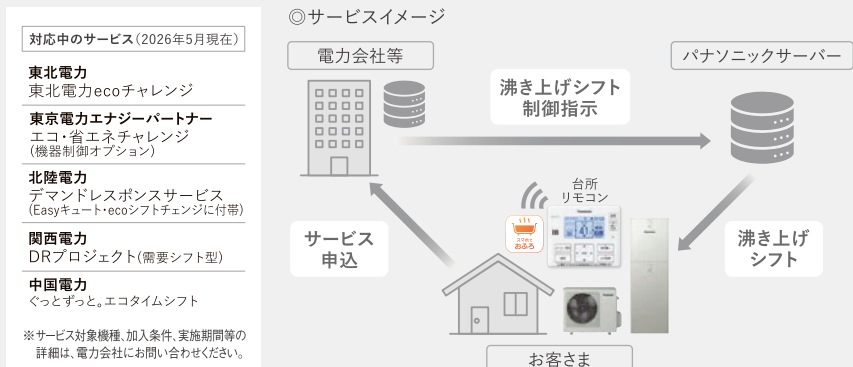 対応中のサービス(2026年5月現在)
東北電力
東北電力ecoチャレンジ
東京電力エナジーパートナー
エコ・省エネチャレンジ
(機器制御オプション)
北陸電力
デマンドレスポンスサービス
(Easyキュート・ecoシフトチェンジに付帯)
関西電力
DRプロジェクト(需要シフト型)
中国電力
ぐっとずっと。エコタイムシフト
※サービス対象機種、加入条件、実施期間等の
詳細は、電力会社にお問い合わせください。
◎サービスイメージ
電力会社等
パナソニックサーバー
沸き上げシフト
制御指示
台所
リモコン
スマホで
おふろ
サービス
申込
沸き上げ
シフト
お客さま